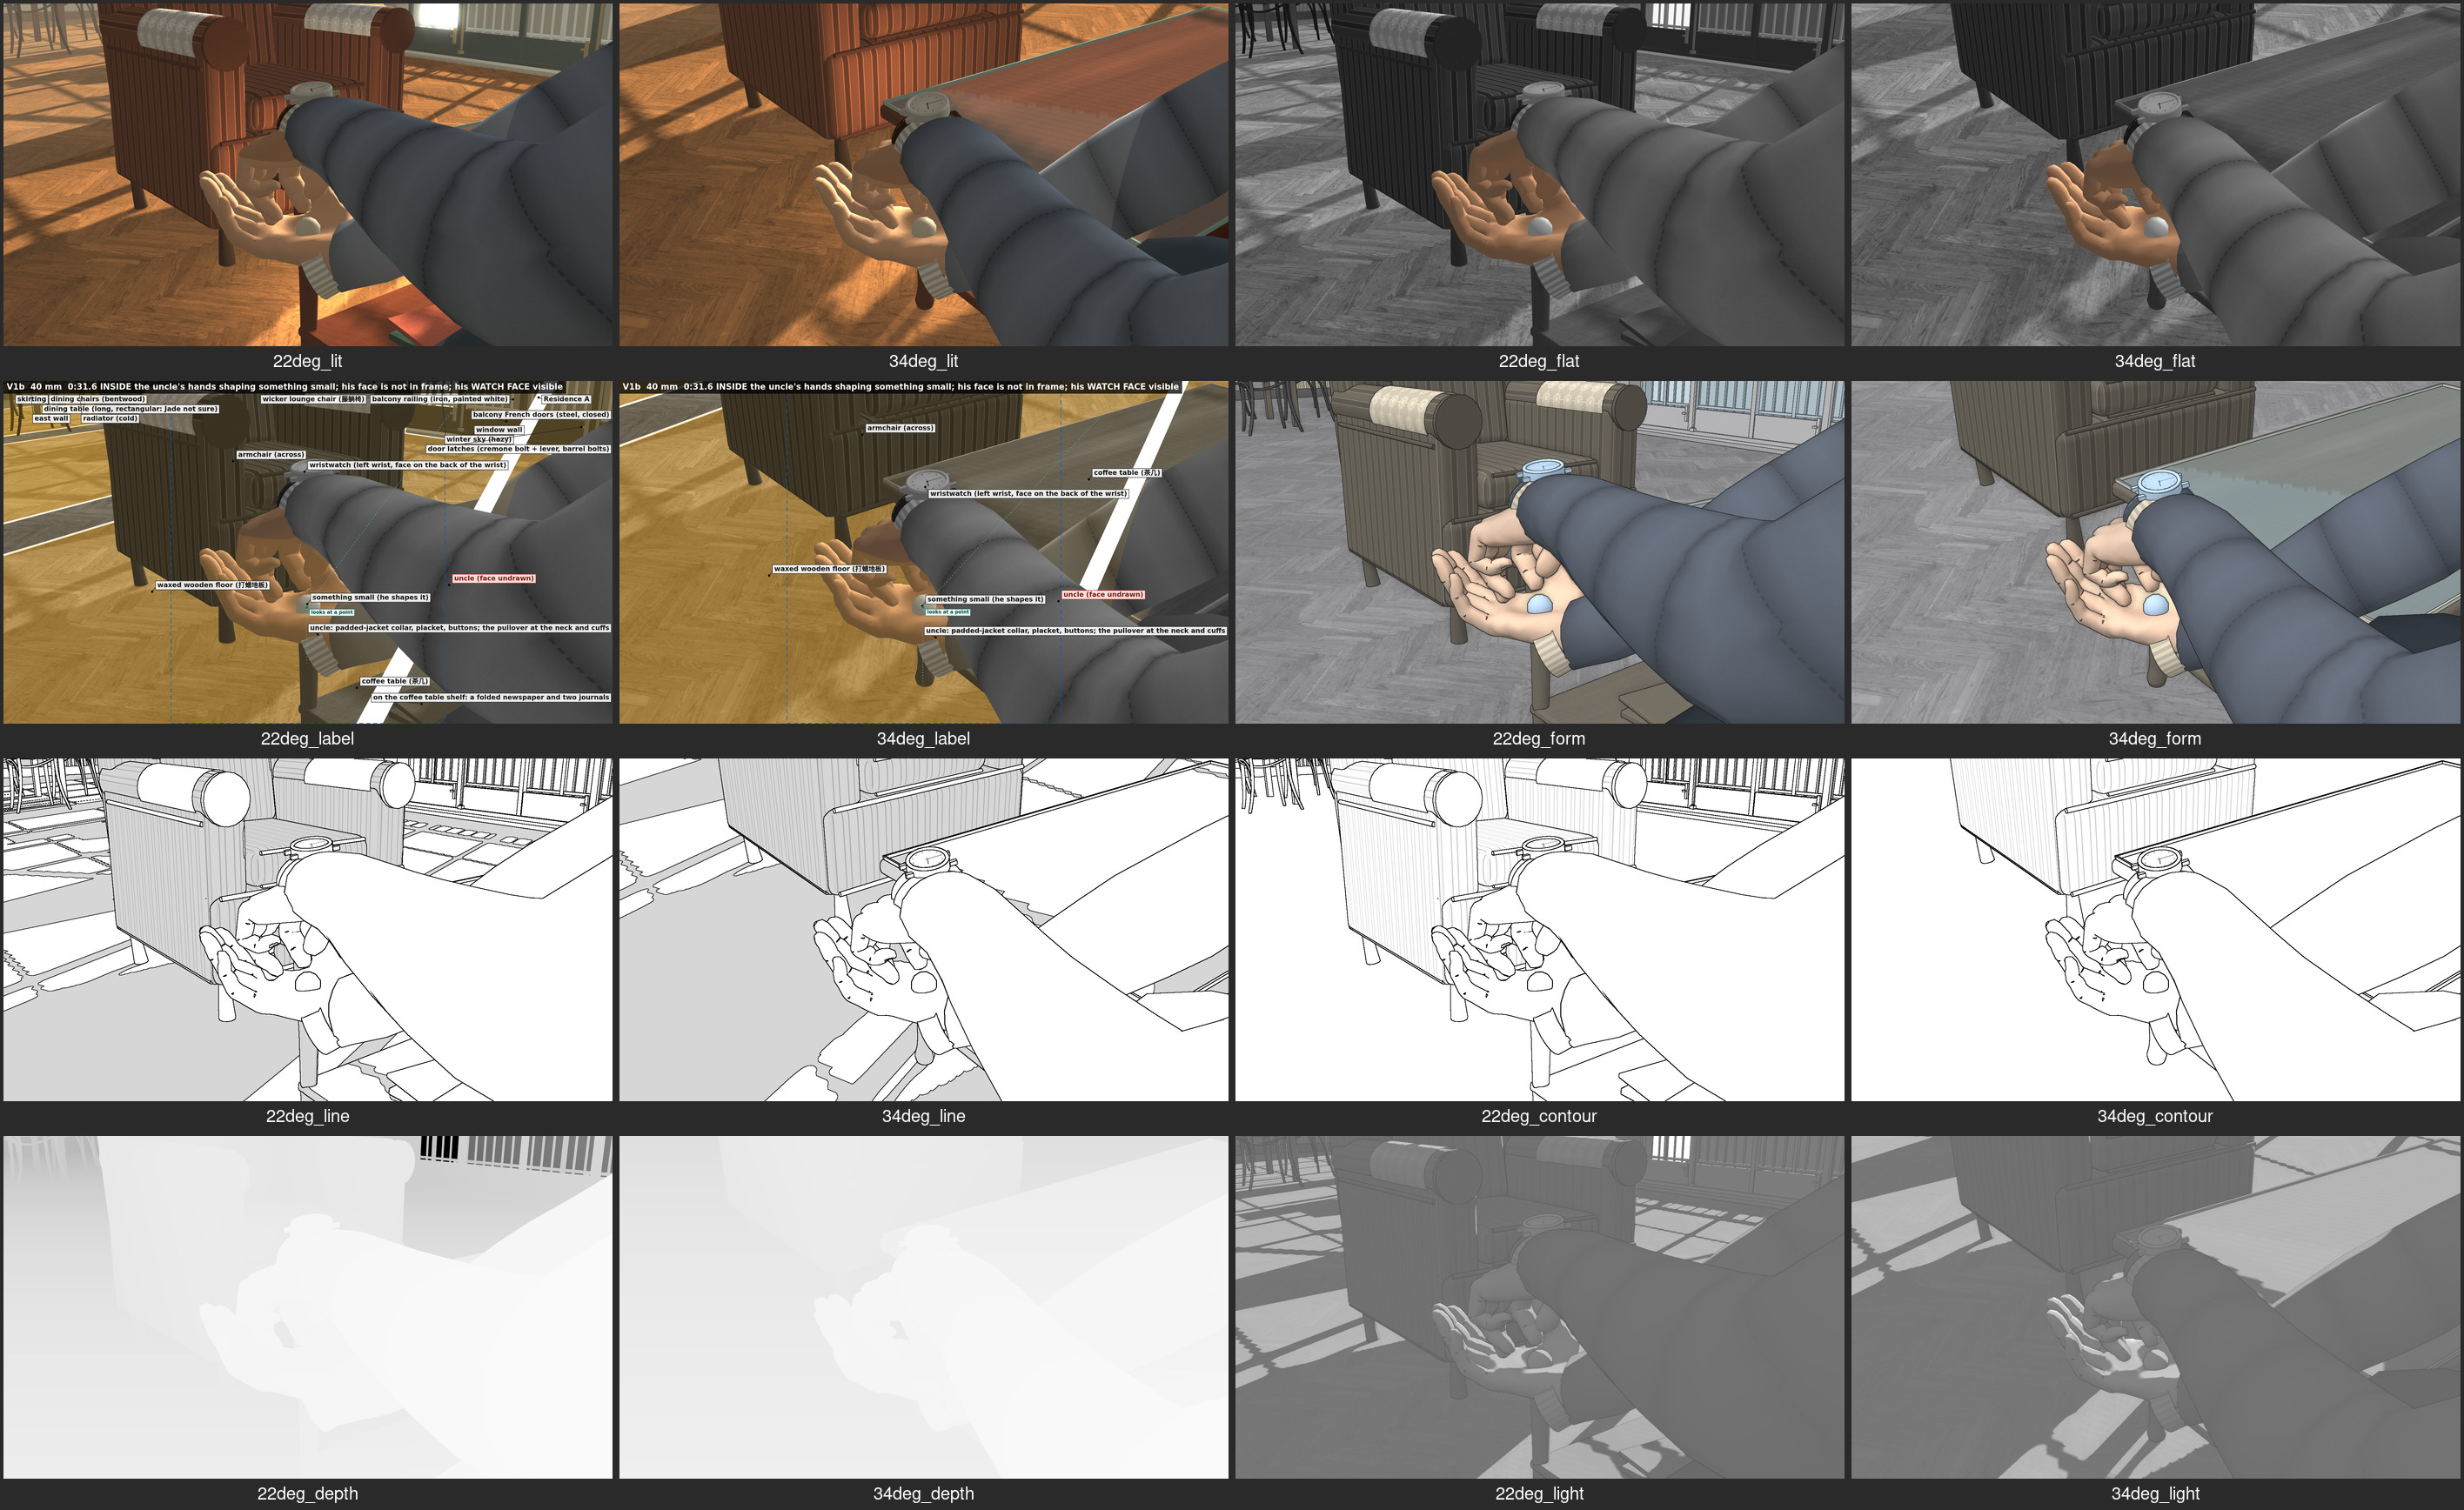 22deg_lit
34deg_lit
22deg_flat
34deg_flat
V1b 40 mm 0:31.6 INSIDE the uncle's hands shaping something small; his face is not in frame; his WATCH FACE visible
skirting
dining chairs (bentwood)
wicker lounge chair (藤躺椅)
balcony railing (iron, painted white)
Residence A
dining table (long, rectangular: Jade not sure)
east wall
radiator (cold)
balcony French doors (steel, closed)
window wall
winter sky (hazy)
door latches (cremone bolt + lever, barrel bolts)
armchair (across)
wristwatch (left wrist, face on the back of the wrist)
uncle (face undrawn)
waxed wooden floor (打蜡地板)
something small (he shapes it)
looks at a point
uncle: padded-jacket collar, placket, buttons; the pullover at the neck and cuffs
coffee table (茶几)
on the coffee table shelf: a folded newspaper and two journals
V1b 40 mm 0:31.6 INSIDE the uncle's hands shaping something small; his face is not in frame; his WATCH FACE visible
armchair (across)
coffee table (茶几)
wristwatch (left wrist, face on the back of the wrist)
waxed wooden floor (打蜡地板)
uncle (face undrawn)
something small (he shapes it)
looks at a point
uncle: padded-jacket collar, placket, buttons; the pullover at the neck and cuffs
22deg_label
34deg_label
22deg_form
34deg_form
22deg_line
34deg_line
22deg_contour
34deg_contour
22deg_depth
34deg_depth
22deg_light
34deg_light